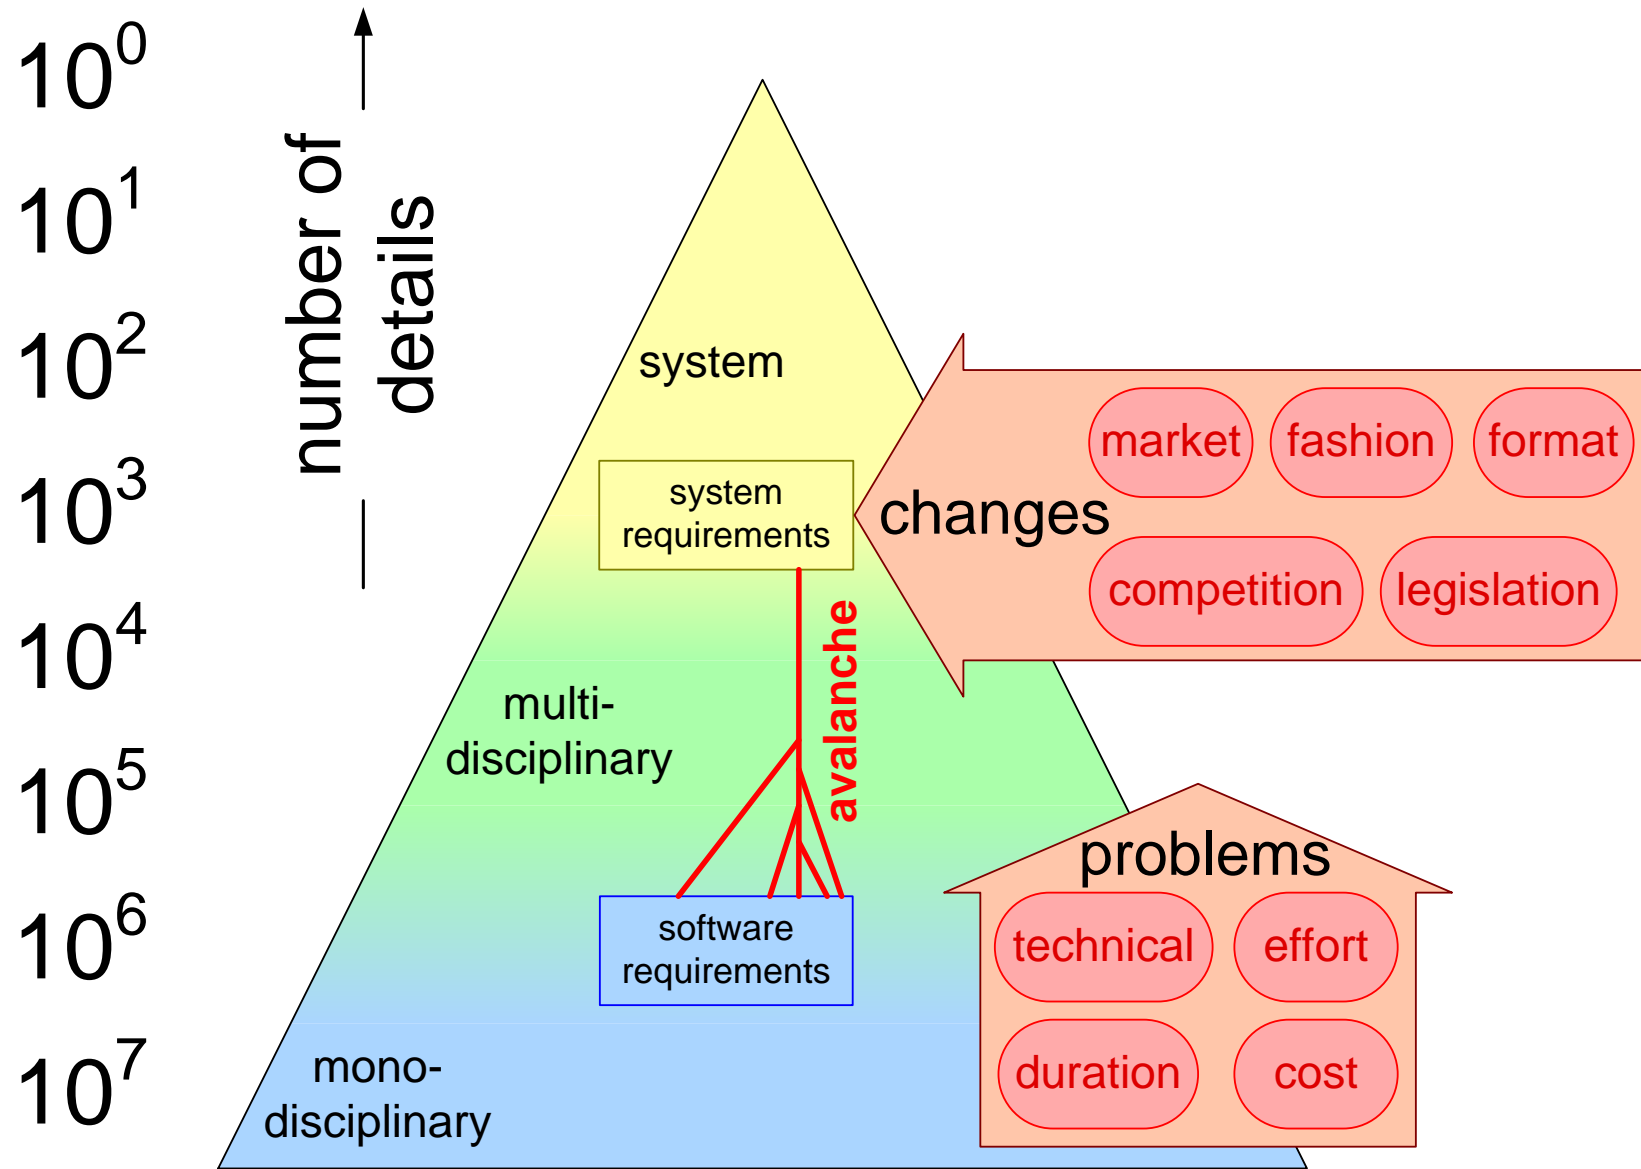 10^0
10^1
10^2
10^3
10^4
10^5
10^6
10^7
number of
details
system
system
requirements
avalanche
multi-
disciplinary
software
requirements
mono-
disciplinary
changes
market
fashion
format
competition
legislation
problems
technical
effort
duration
cost